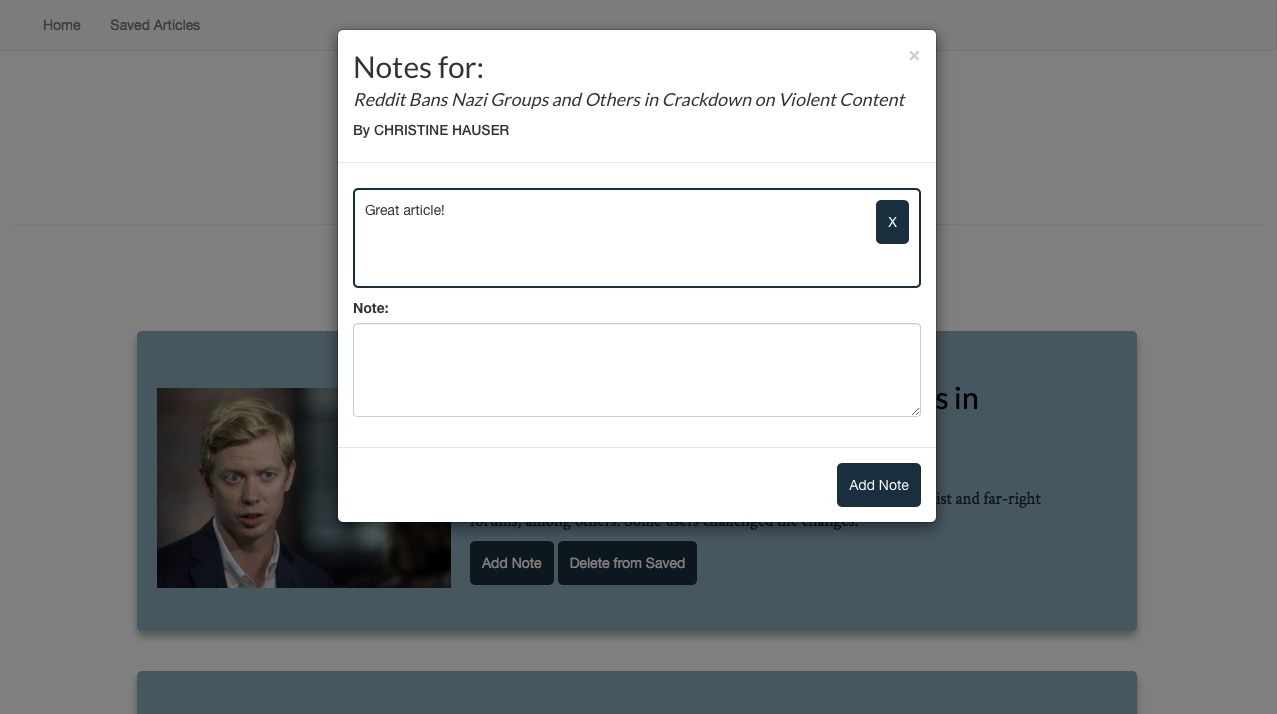 Home Saved Articles
×
Notes for:
Reddit Bans Nazi Groups and Others in Crackdown on Violent Content
By CHRISTINE HAUSER
Great article!
X
Note:
Add Note
s in
ist and far-right
forums, among others. Some users challenged the changes.
Add Note Delete from Saved